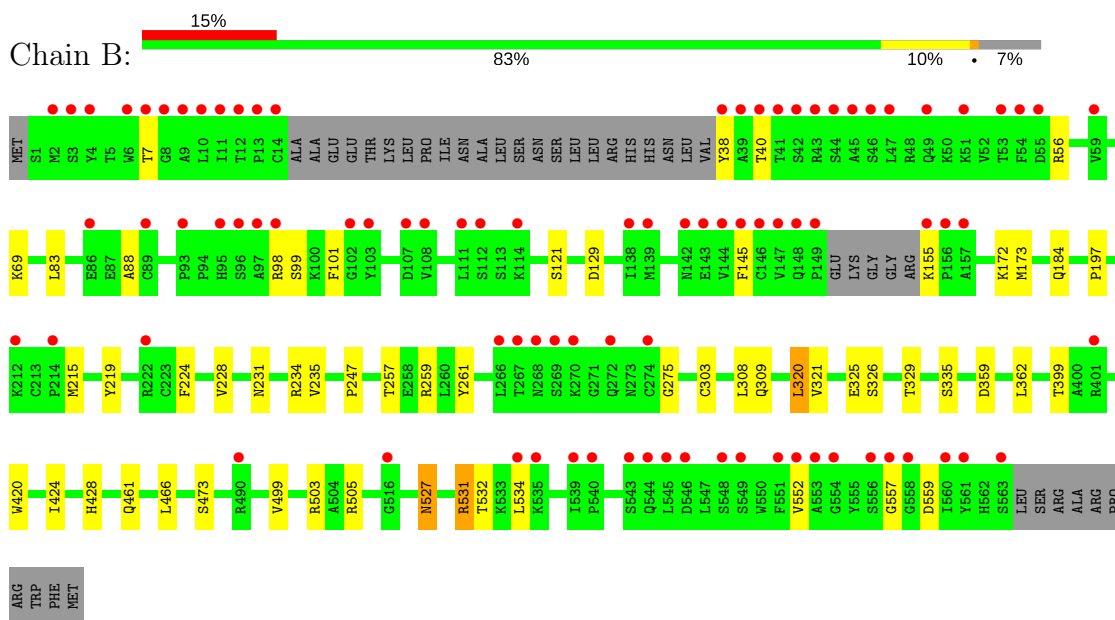 15%
Chain B:
83% 10% • 7%
MET S1 M2 S3 Y4 T5 W6 T7 G8 A9 L10 I11 T12 P13 C14 ALA ALA GLU GLU THR LYS LEU PRO ILE ASN ALA LEU SER ASN SER LEU LEU ARG HIS HIS ASN LEU VAL Y38 A39 T40 T41 S42 R43 S44 A45 S46 L47 R48 Q49 K50 K51 V52 T53 F54 D55 R56 V59
K69 L83 E86 E87 A88 C89 P93 P94 H95 S96 A97 R98 S99 K100 F101 G102 Y103 D107 V108 L111 S112 S113 K114 S121 D129 I138 M139 N142 E143 V144 F145 C146 V147 Q148 P149 GLU LYS GLY GLY ARG K155 P156 A157 K172 M173 Q184 P197
K212 C213 P214 M215 Y219 R222 C223 F224 V228 N231 R234 V235 P247 T257 E258 R259 L260 Y261 L266 T267 N268 S269 K270 G271 Q272 N273 C274 G275 C303 L308 Q309 L320 V321 E325 S326 T329 S335 D359 L362 T399 A400 R401
W420 I424 H428 Q461 L466 S473 R490 V499 R503 A504 R505 G516 N527 R531 T532 K533 L534 K535 I539 P540 S543 Q544 L545 D546 L547 S548 S549 W550 F551 V552 A553 G554 Y555 S556 G557 G558 D559 I560 Y561 H562 S563 LEU SER ARG ALA ARG PRO
ARG TRP PHE MET